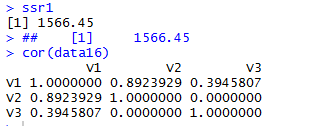 > ssr1
[1] 1566.45
> ##    [1]      1566.45
> cor(data16)
          V1        V2        V3
V1 1.0000000 0.8923929 0.3945807
V2 0.8923929 1.0000000 0.0000000
V3 0.3945807 0.0000000 1.0000000